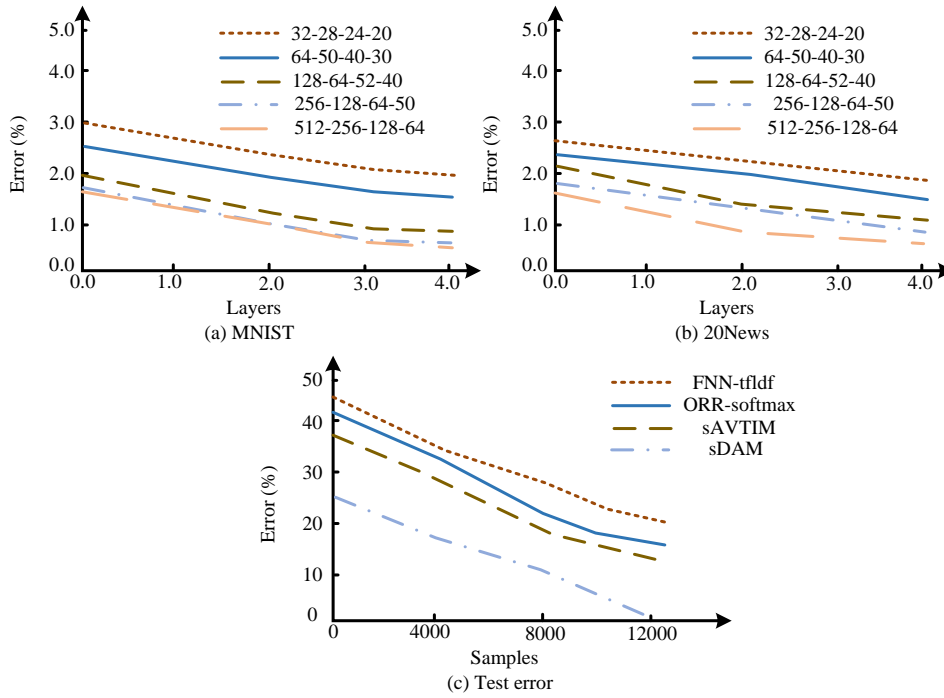 5.0
4.0
3.0
2.0
1.0
0.0
Error (%)
32-28-24-20
64-50-40-30
128-64-52-40
256-128-64-50
512-256-128-64
0.0 1.0 2.0 3.0 4.0
Layers
(a) MNIST
5.0
4.0
3.0
2.0
1.0
0.0
Error (%)
32-28-24-20
64-50-40-30
128-64-52-40
256-128-64-50
512-256-128-64
0.0 1.0 2.0 3.0 4.0
Layers
(b) 20News
50
40
30
20
10
0
Error (%)
FNN-tfldf
ORR-softmax
sAVTIM
sDAM
0 4000 8000 12000
Samples
(c) Test error